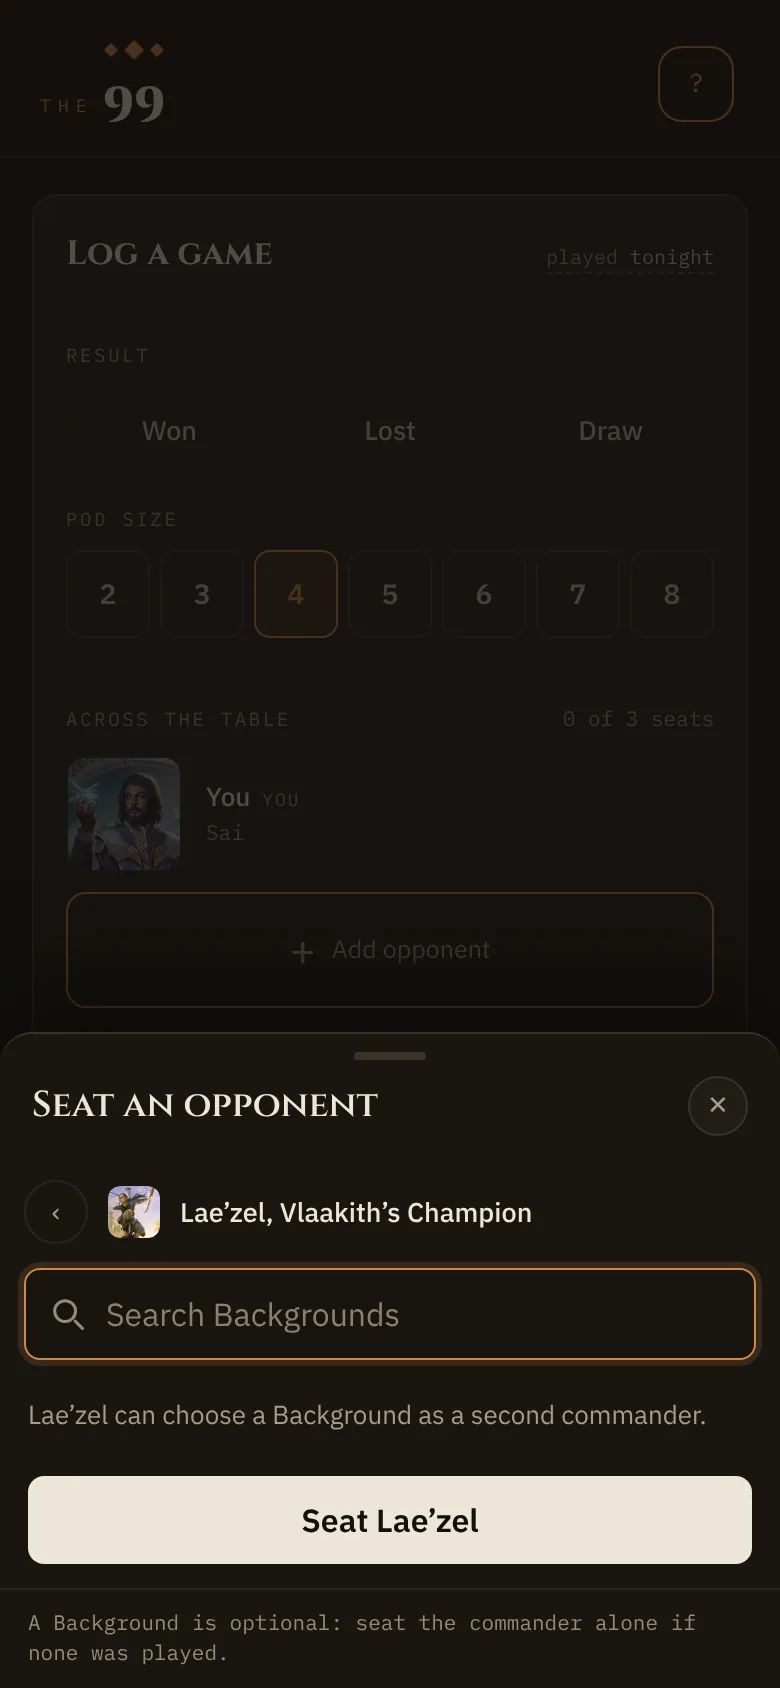 THE 99
?
LOG A GAME
played tonight
RESULT
Won Lost Draw
POD SIZE
2 3 4 5 6 7 8
ACROSS THE TABLE 0 of 3 seats
You YOU
Sai
+ Add opponent
SEAT AN OPPONENT
×
‹ Lae’zel, Vlaakith’s Champion
Search Backgrounds
Lae’zel can choose a Background as a second commander.
Seat Lae’zel
A Background is optional: seat the commander alone if
none was played.